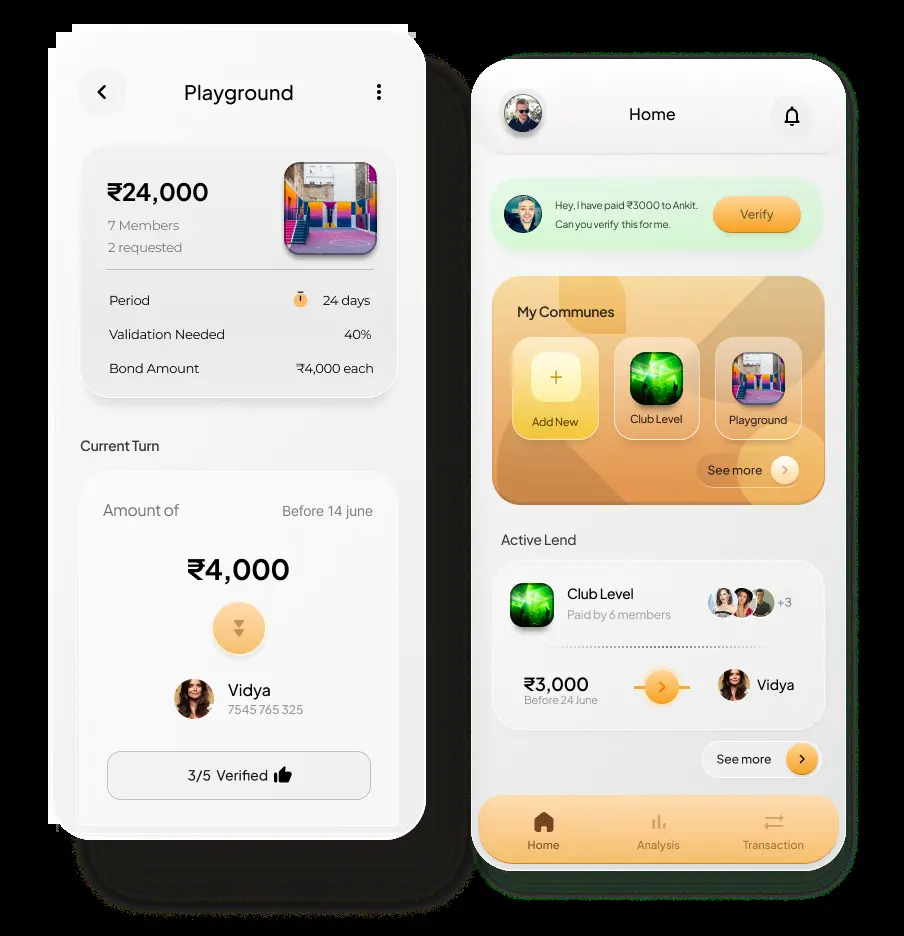 Playground
₹24,000
7 Members
2 requested
Period 24 days
Validation Needed 40%
Bond Amount ₹4,000 each
Current Turn
Amount of Before 14 june
₹4,000
Vidya
7545 765 325
3/5 Verified
Home
Hey, I have paid ₹3000 to Ankit.
Can you verify this for me.
Verify
My Communes
Add New
Club Level
Playground
See more
Active Lend
Club Level
Paid by 6 members
+3
₹3,000
Before 24 June
Vidya
See more
Home
Analysis
Transaction